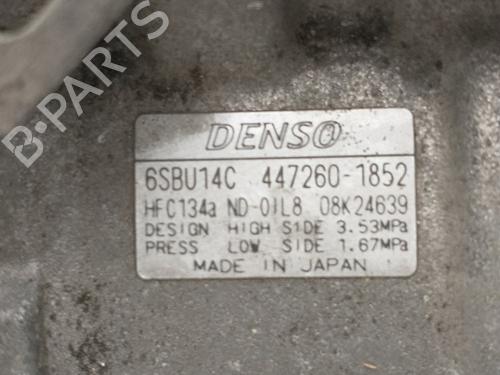 B-PARTS
DENSO
6SBU14C 447260-1852
HFC134a ND-OIL8 08K24639
DESIGN HIGH SIDE 3.53MPa
PRESS LOW SIDE 1.67MPa
MADE IN JAPAN